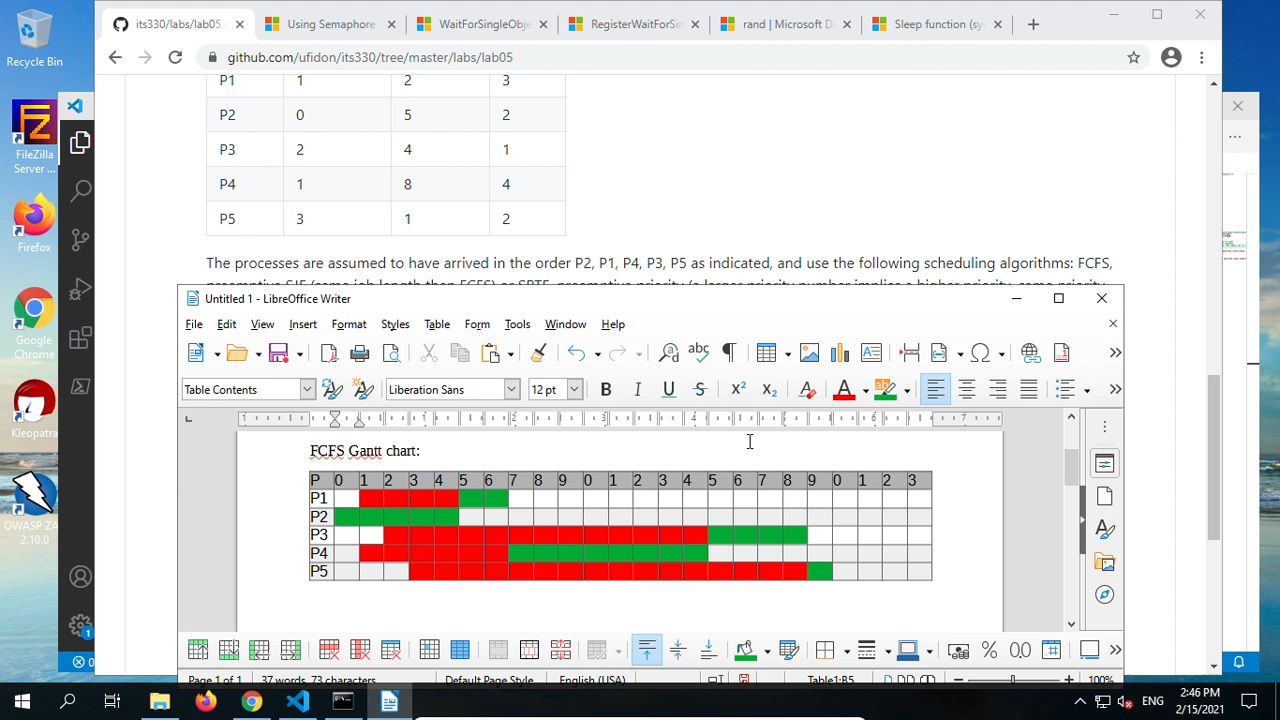 its330/labs/lab05
Using Semaphore
WaitForSingleObje
RegisterWaitForSin
rand | Microsoft D
Sleep function (sy
github.com/ufidon/its330/tree/master/labs/lab05
Recycle Bin
FileZilla
Server ...
Firefox
Google
Chrome
Kleopatra
OWASP ZA
2.10.0
P1 1 2 3
P2 0 5 2
P3 2 4 1
P4 1 8 4
P5 3 1 2
The processes are assumed to have arrived in the order P2, P1, P4, P3, P5 as indicated, and use the following scheduling algorithms: FCFS,
Untitled 1 - LibreOffice Writer
File Edit View Insert Format Styles Table Form Tools Window Help
Table Contents
Liberation Sans
12 pt
FCFS Gantt chart:
P 0 1 2 3 4 5 6 7 8 9 0 1 2 3 4 5 6 7 8 9 0 1 2 3
P1
P2
P3
P4
P5
Page 1 of 1
37 words, 73 characters
Default Page Style
English (USA)
Table1:B5
100%
0
1
ENG
2:46 PM
2/15/2021